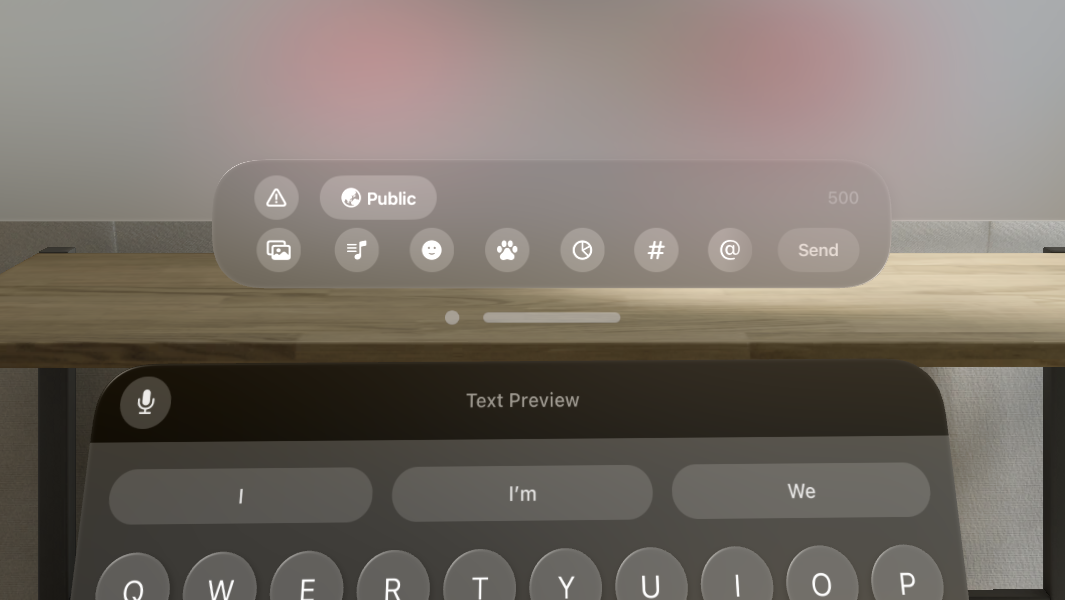 Public
500
# @ Send
Text Preview
I I'm We
Q W E R T Y U I O P